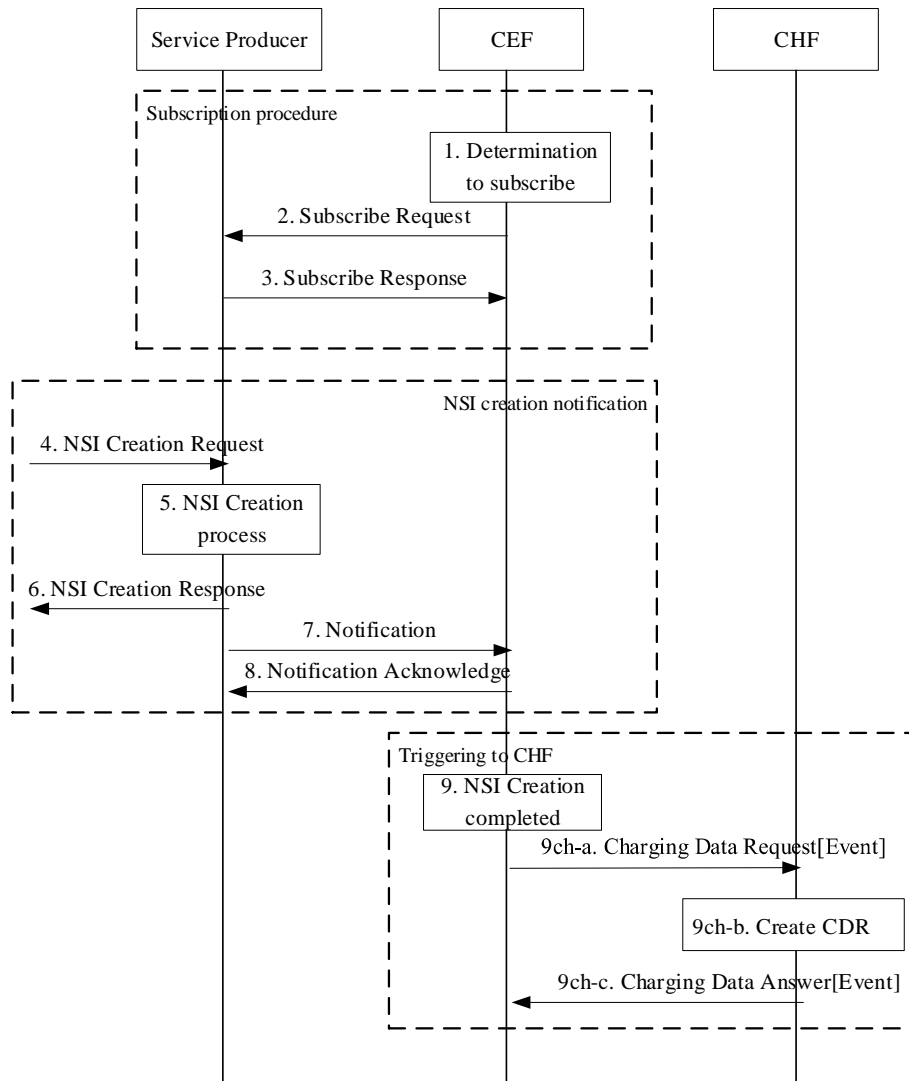 Service Producer
CEF
CHF
Subscription procedure
1. Determination
to subscribe
2. Subscribe Request
3. Subscribe Response
NSI creation notification
4. NSI Creation Request
5. NSI Creation
process
6. NSI Creation Response
7. Notification
8. Notification Acknowledge
Triggering to CHF
9. NSI Creation
completed
9ch-a. Charging Data Request[Event]
9ch-b. Create CDR
9ch-c. Charging Data Answer[Event]